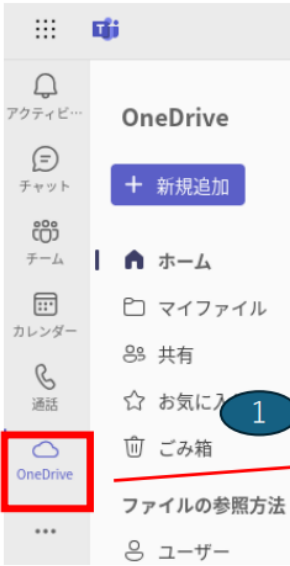 アクティビ…
チャット
チーム
カレンダー
通話
OneDrive
OneDrive
+ 新規追加
ホーム
マイファイル
共有
お気に入
1
ごみ箱
ファイルの参照方法
ユーザー